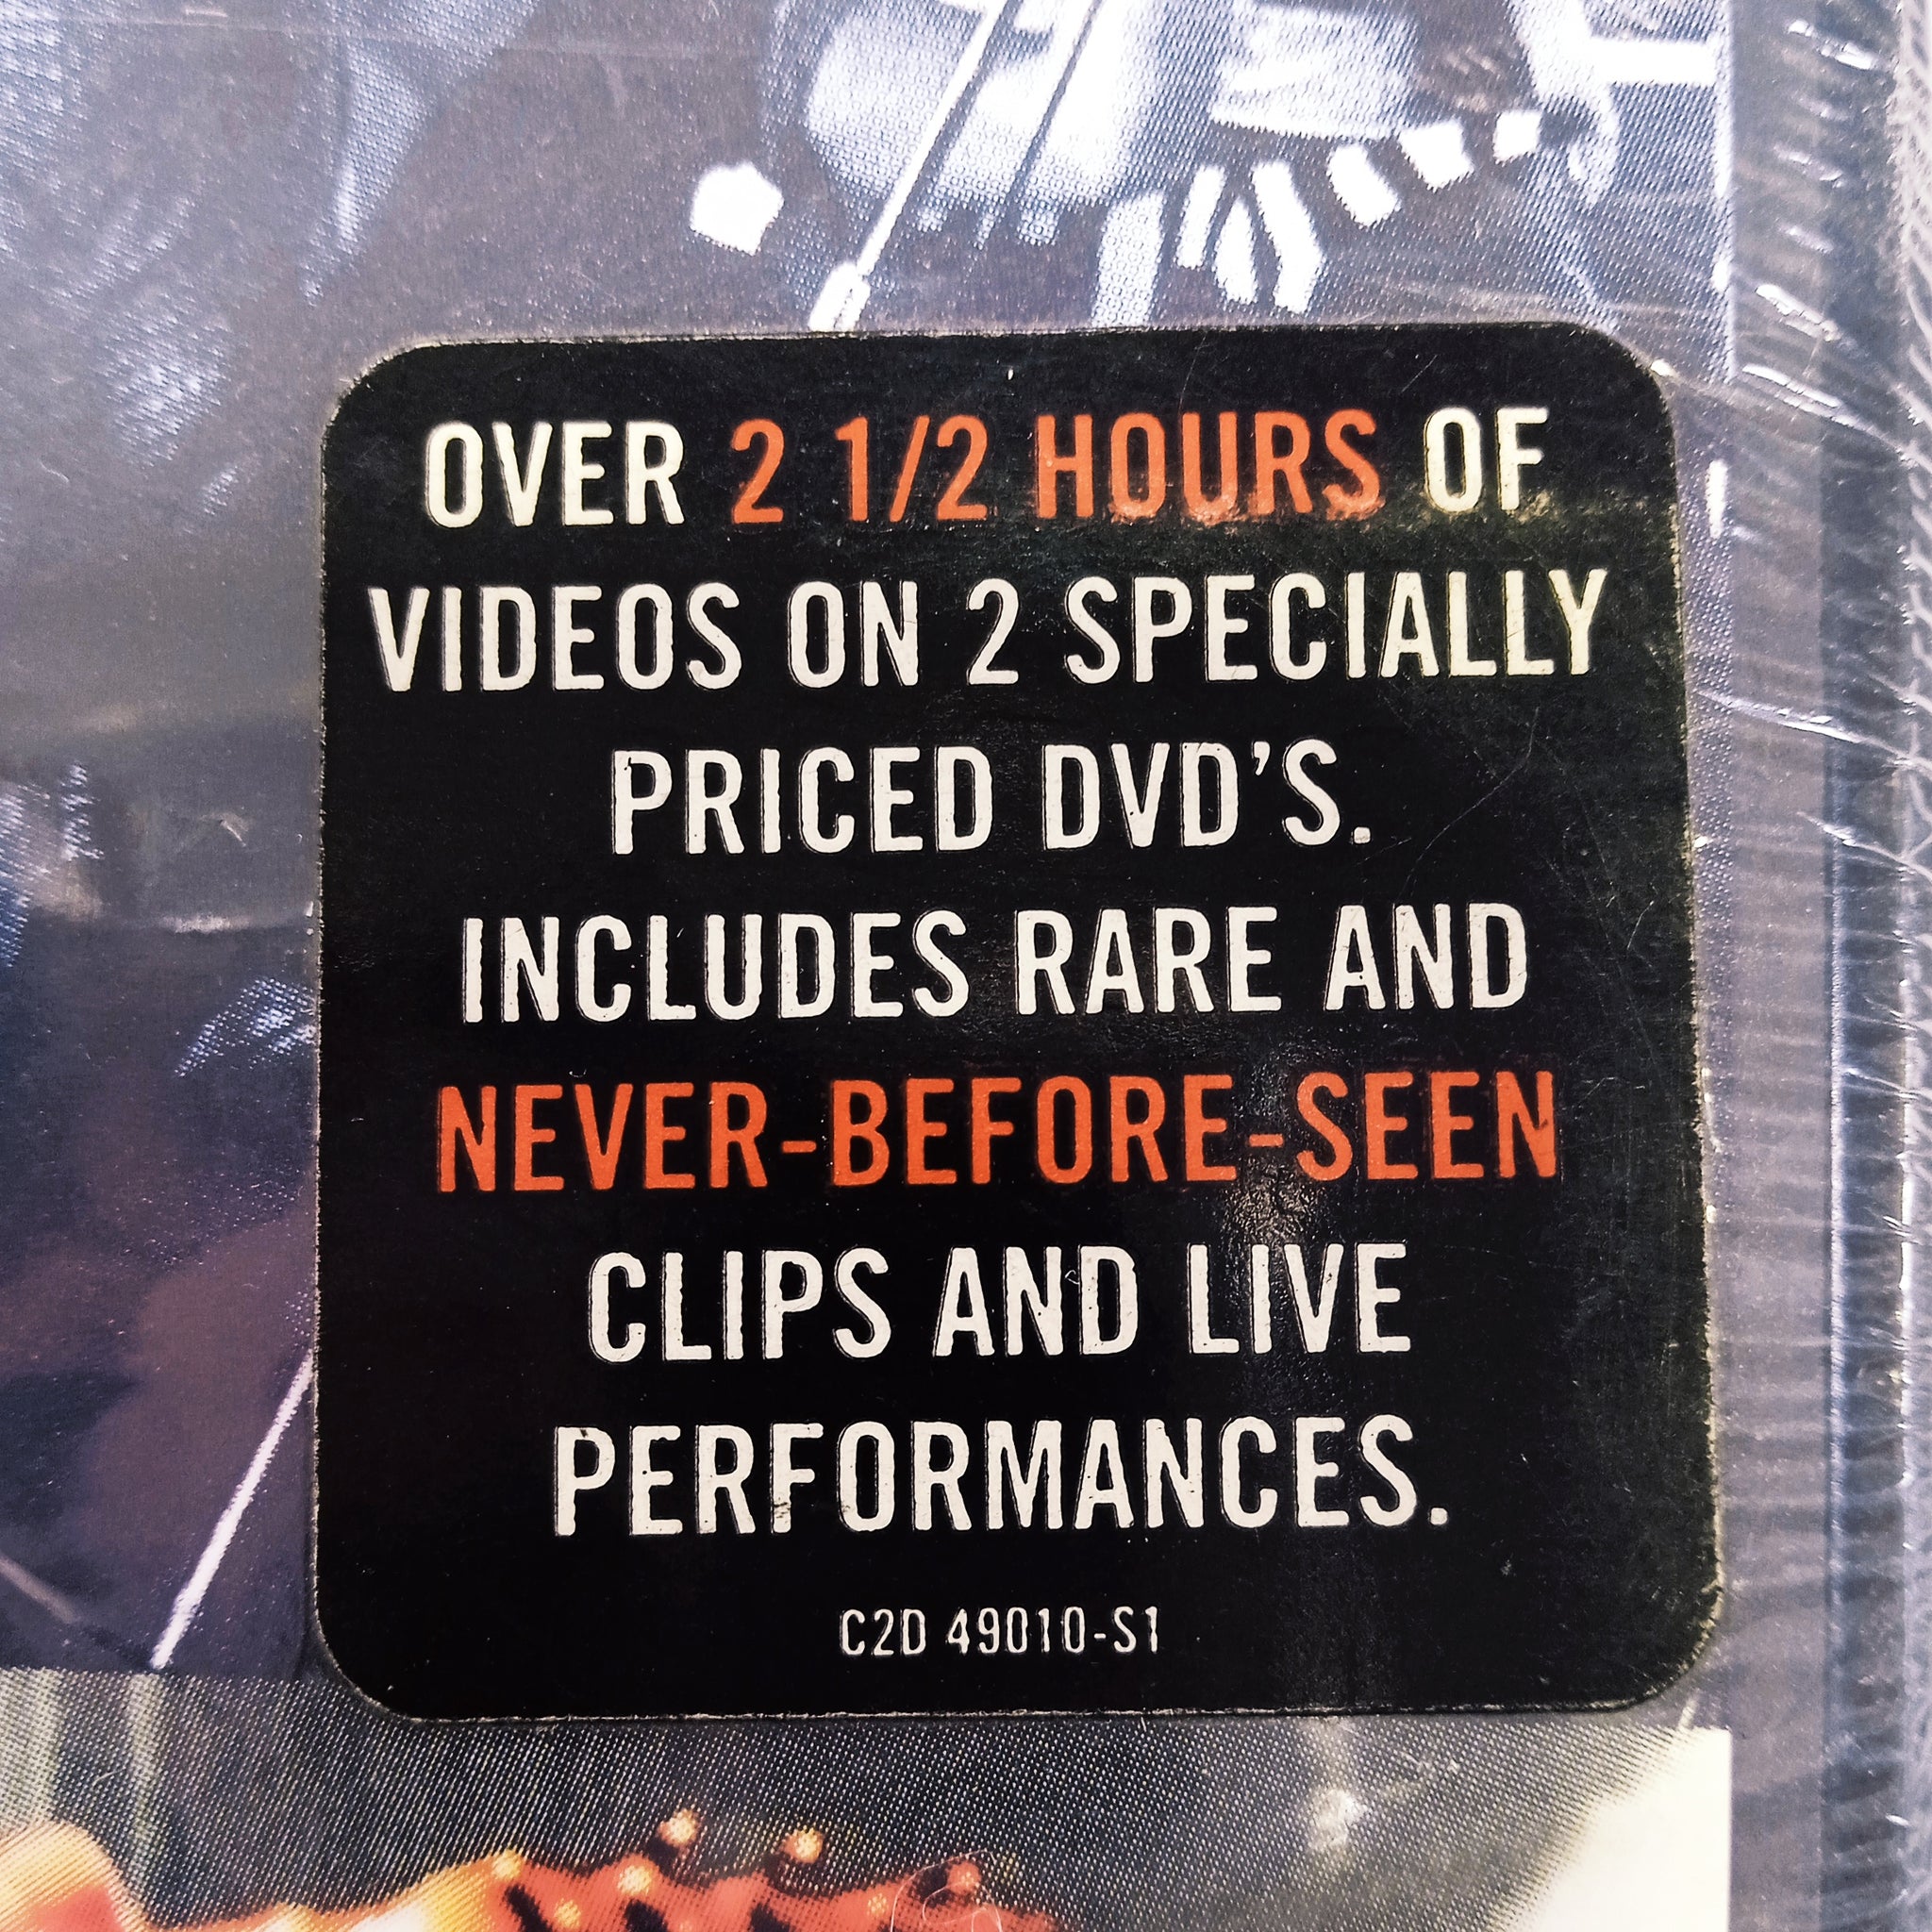 OVER 2 1/2 HOURS OF
VIDEOS ON 2 SPECIALLY
PRICED DVD'S.
INCLUDES RARE AND
NEVER-BEFORE-SEEN
CLIPS AND LIVE
PERFORMANCES.
C2D 49010-S1